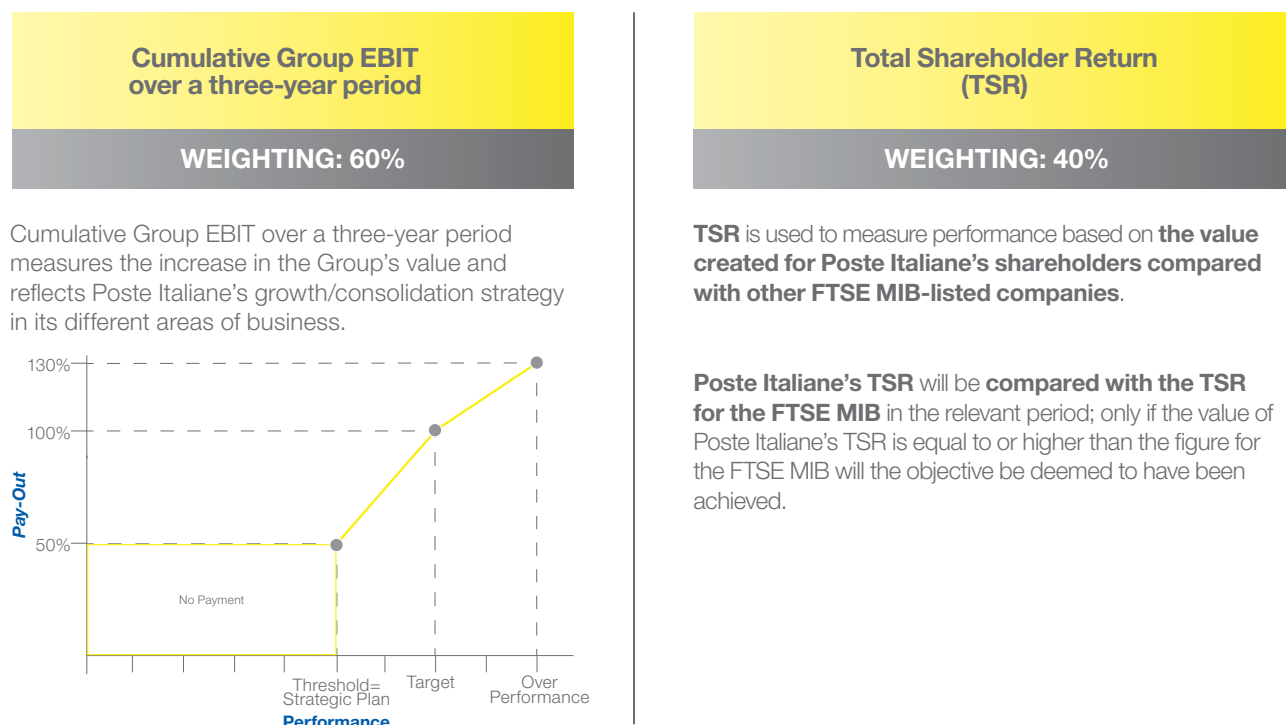 Cumulative Group EBIT
over a three-year period
WEIGHTING: 60%
Cumulative Group EBIT over a three-year period
measures the increase in the Group's value and
reflects Poste Italiane's growth/consolidation strategy
in its different areas of business.
130%
100%
50%
Pay-Out
No Payment
Threshold=
Strategic Plan
Target
Over
Performance
Performance
Total Shareholder Return
(TSR)
WEIGHTING: 40%
TSR is used to measure performance based on the value
created for Poste Italiane's shareholders compared
with other FTSE MIB-listed companies.
Poste Italiane's TSR will be compared with the TSR
for the FTSE MIB in the relevant period; only if the value of
Poste Italiane's TSR is equal to or higher than the figure for
the FTSE MIB will the objective be deemed to have been
achieved.